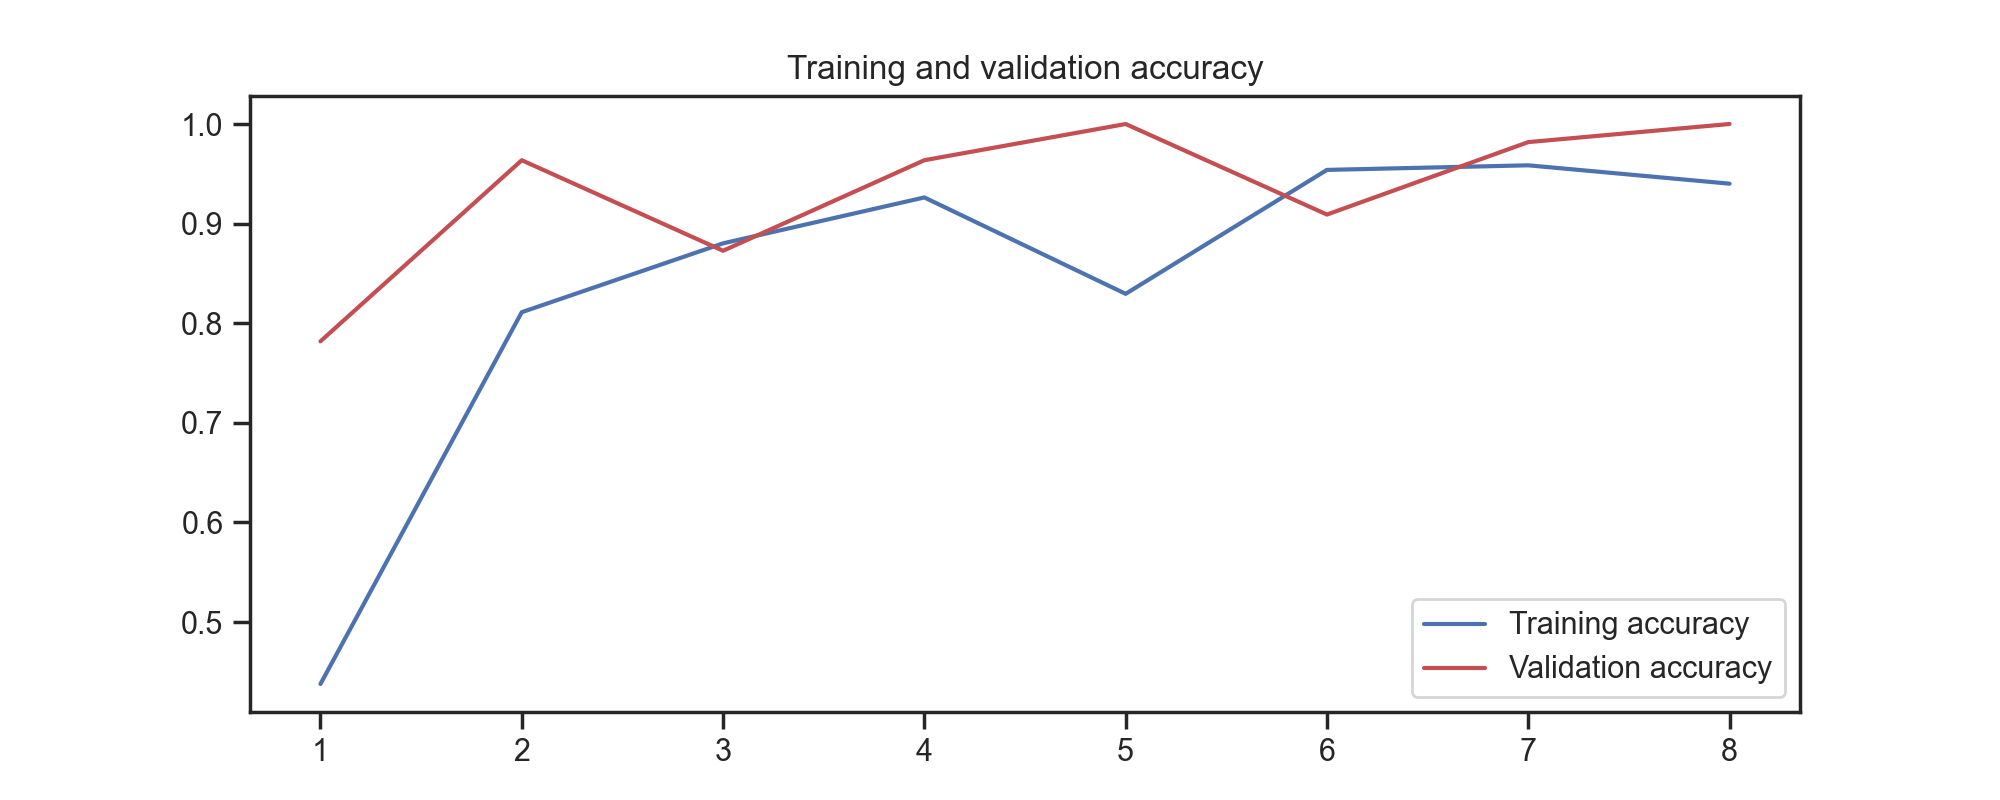 Training and validation accuracy
1.0
0.9
0.8
0.7
0.6
0.5
Training accuracy
Validation accuracy
1 2 3 4 5 6 7 8